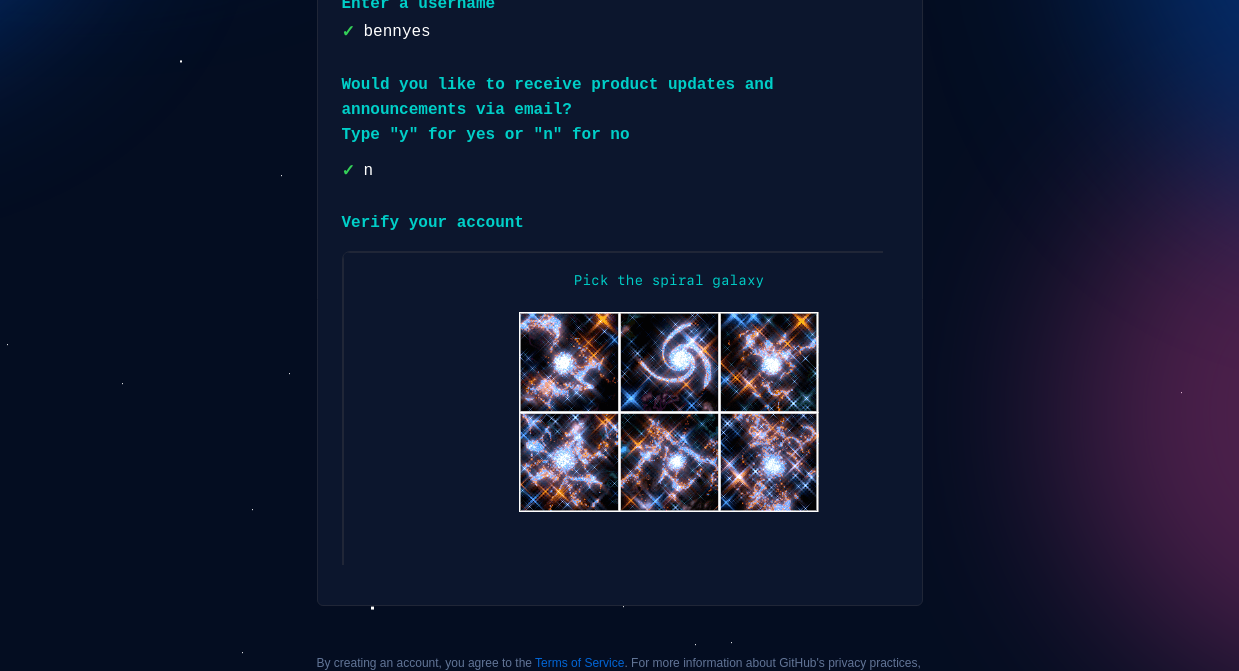 Enter a username
✓ bennyes
Would you like to receive product updates and
announcements via email?
Type "y" for yes or "n" for no
✓ n
Verify your account
Pick the spiral galaxy
By creating an account, you agree to the Terms of Service. For more information about GitHub's privacy practices,